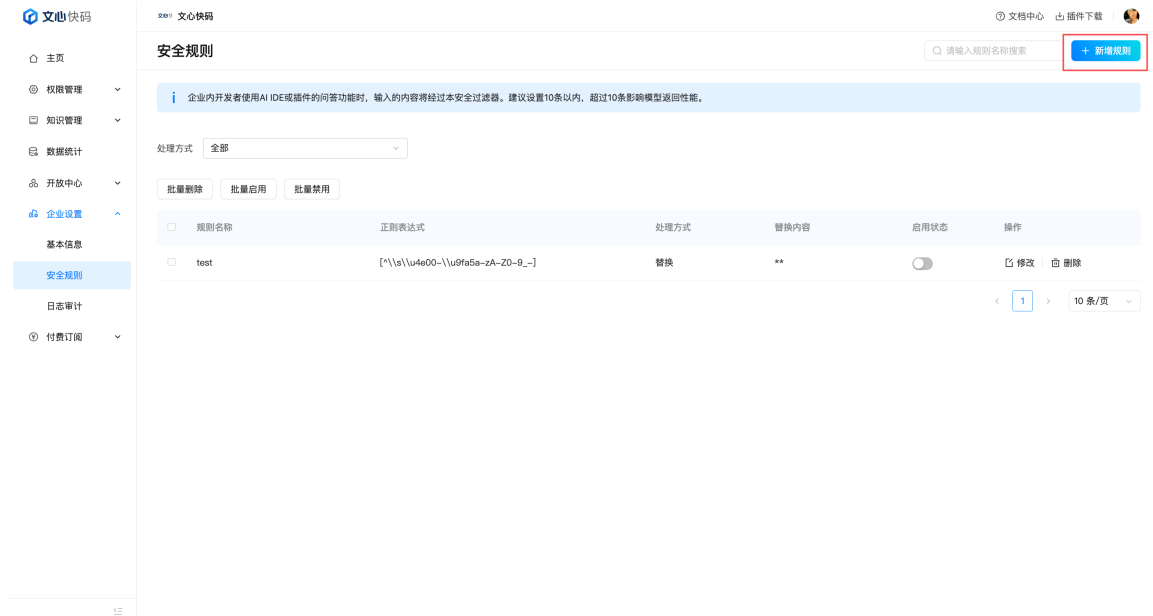 文心快码
文心快码
文档中心
插件下载
主页
权限管理
知识管理
数据统计
开放中心
企业设置
基本信息
安全规则
日志审计
付费订阅
安全规则
请输入规则名称搜索
+ 新增规则
企业内开发者使用AI IDE或插件的问答功能时，输入的内容将经过本安全过滤器。建议设置10条以内，超过10条影响模型返回性能。
处理方式 全部
批量删除 批量启用 批量禁用
规则名称 正则表达式 处理方式 替换内容 启用状态 操作
test [^\\s\\u4e00-\\u9fa5a-zA-Z0-9_-] 替换 ** 修改 删除
1 10 条/页